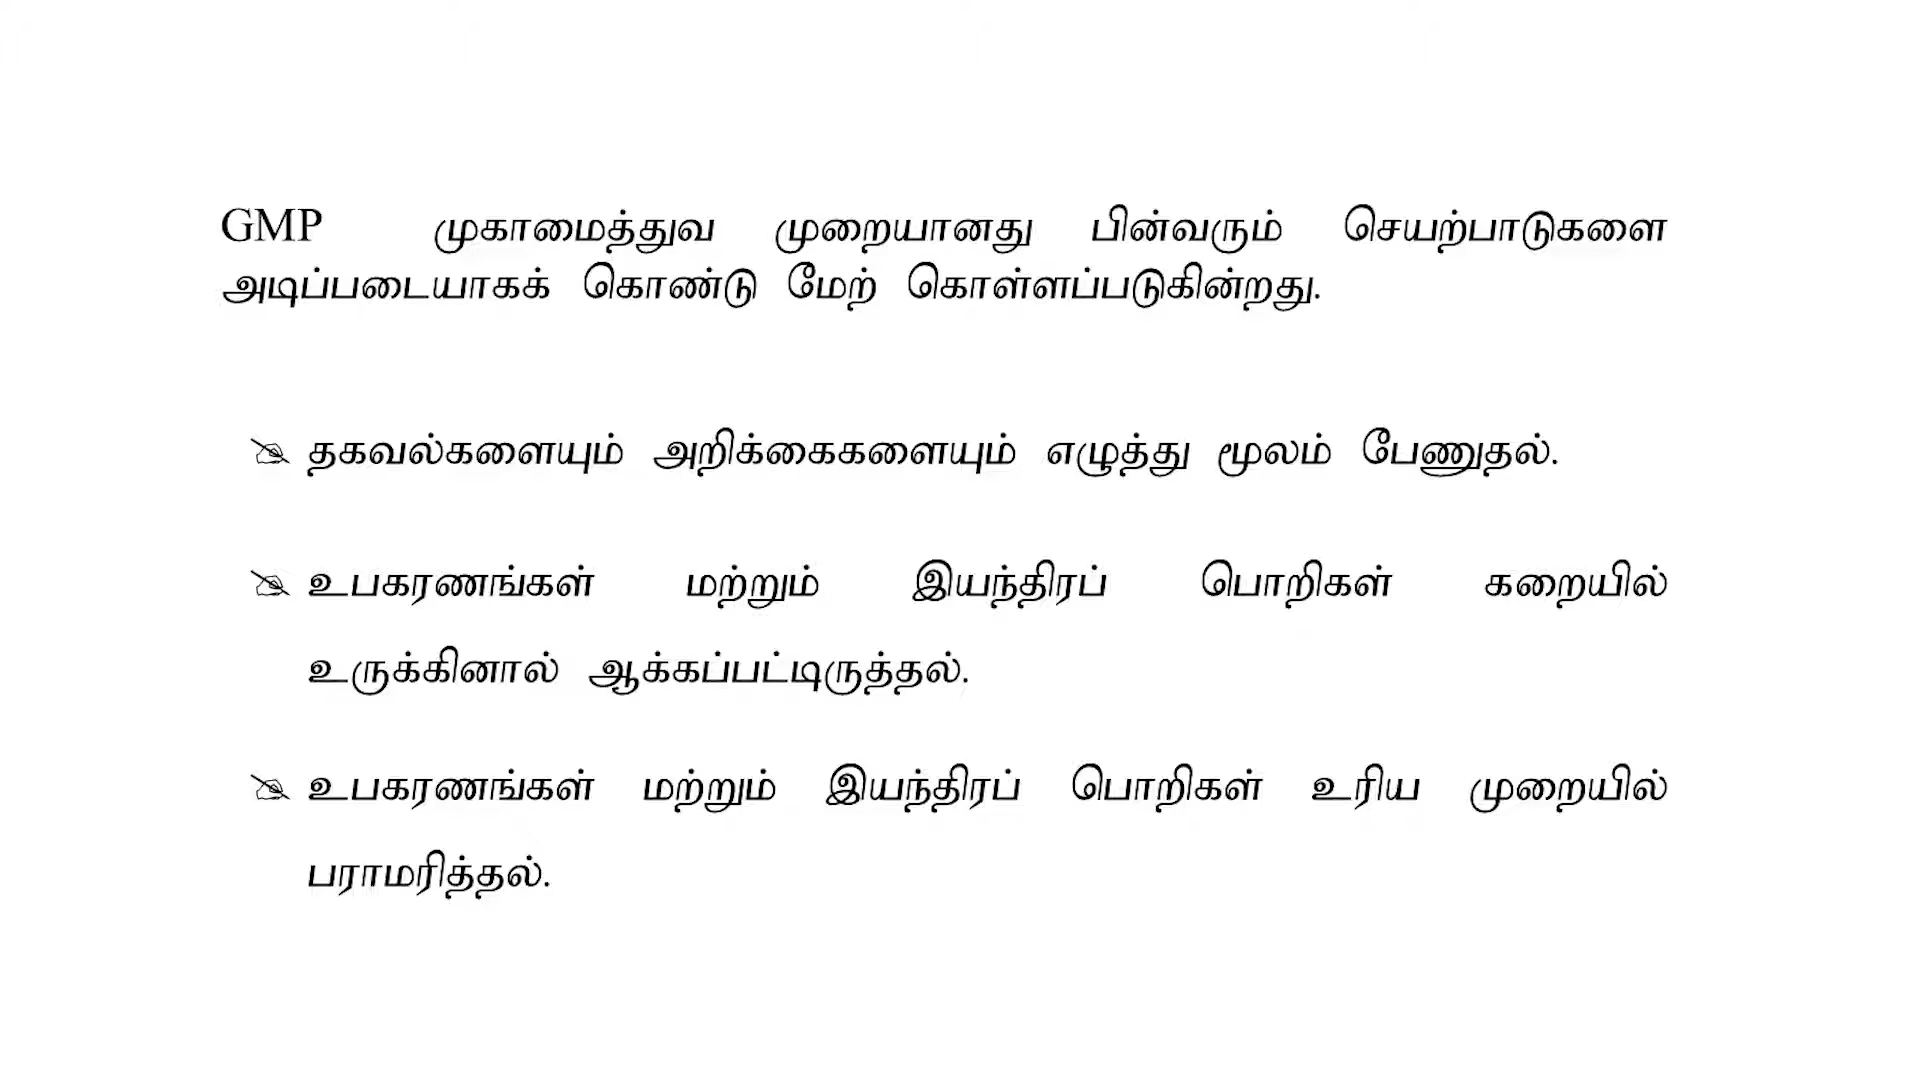 GMP முகாமைத்துவ முறையானது பின்வரும் செயற்பாடுகளை
அடிப்படையாகக் கொண்டு மேற் கொள்ளப்படுகின்றது.
தகவல்களையும் அறிக்கைகளையும் எழுத்து மூலம் பேணுதல்.
உபகரணங்கள் மற்றும் இயந்திரப் பொறிகள் கறையில்
உருக்கினால் ஆக்கப்பட்டிருத்தல்.
உபகரணங்கள் மற்றும் இயந்திரப் பொறிகள் உரிய முறையில்
பராமரித்தல்.